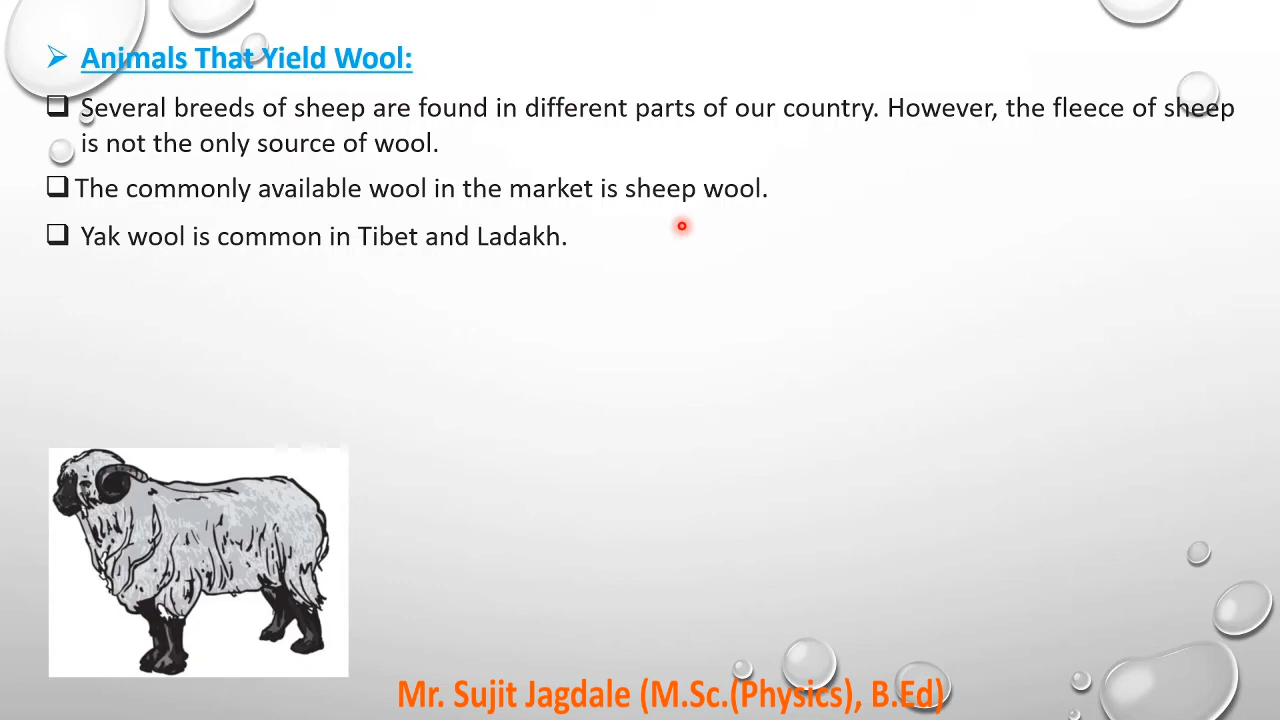 Animals That Yield Wool:
Several breeds of sheep are found in different parts of our country. However, the fleece of sheep
is not the only source of wool.
The commonly available wool in the market is sheep wool.
Yak wool is common in Tibet and Ladakh.
Mr. Sujit Jagdale (M.Sc.(Physics), B.Ed)